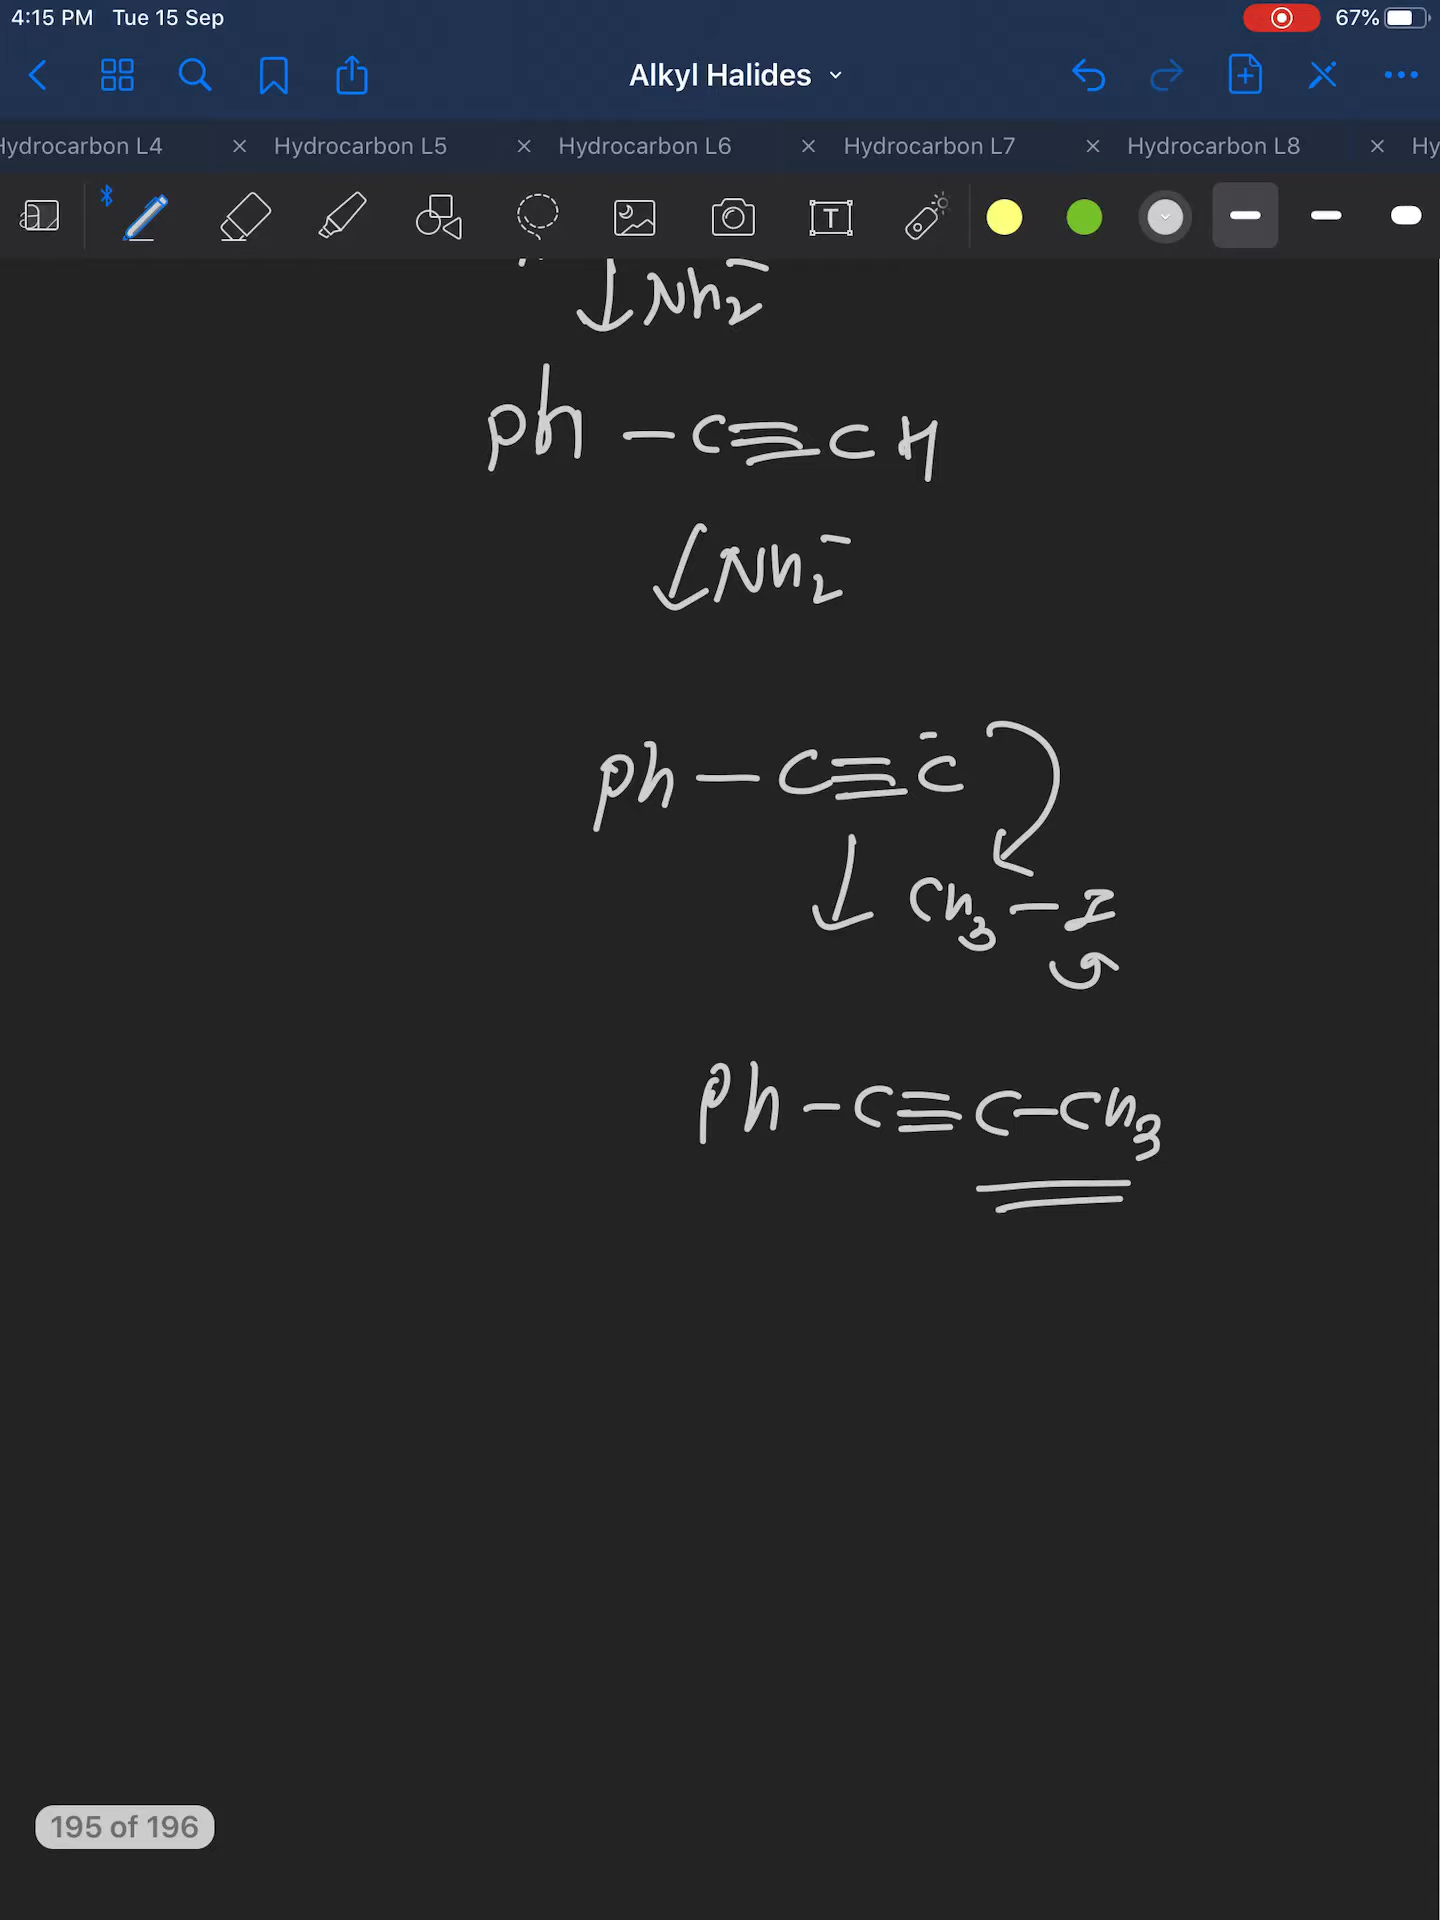 4:15 PM Tue 15 Sep 67%
Alkyl Halides
Hydrocarbon L4 × Hydrocarbon L5 × Hydrocarbon L6 × Hydrocarbon L7 × Hydrocarbon L8 × Hy
T
↓ Nh₂⁻
ph – C≡CH
↓ Nh₂⁻
ph – C≡C⁻
↓ Ch₃ – I
Ph – C≡C–Ch₃
195 of 196